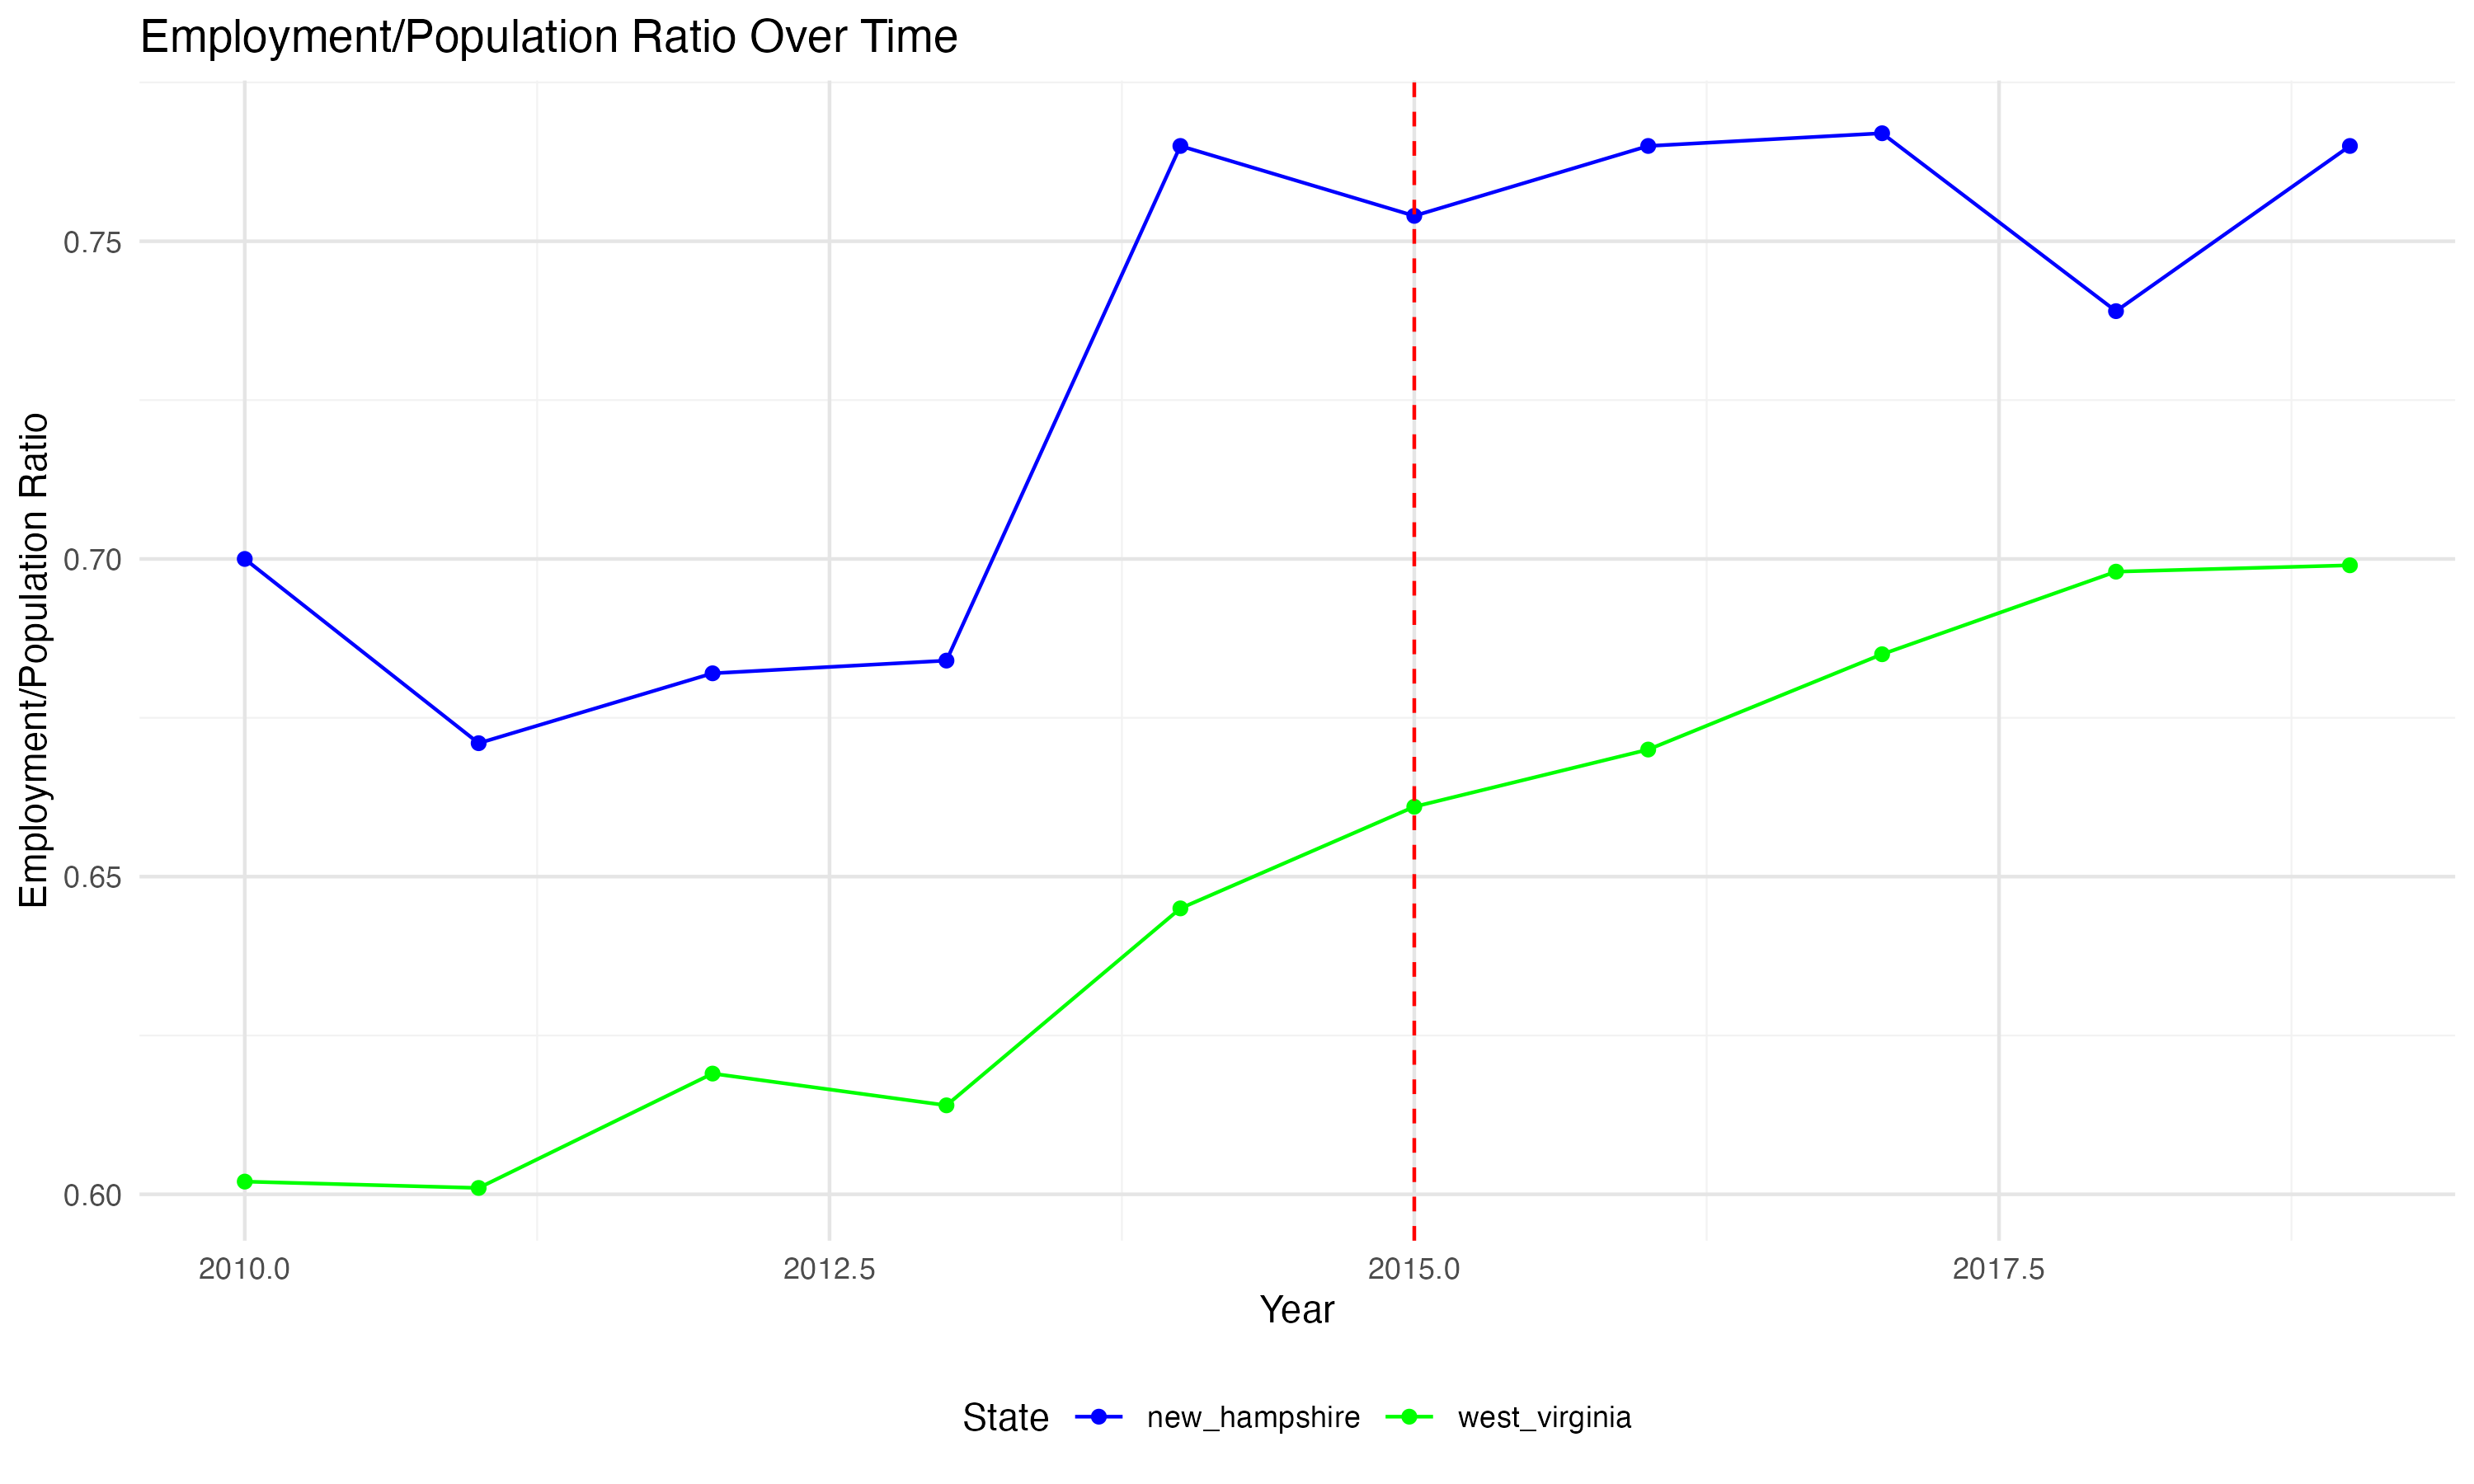 Employment/Population Ratio Over Time
Employment/Population Ratio
0.75
0.70
0.65
0.60
2010.0 2012.5 2015.0 2017.5
Year
State new_hampshire west_virginia